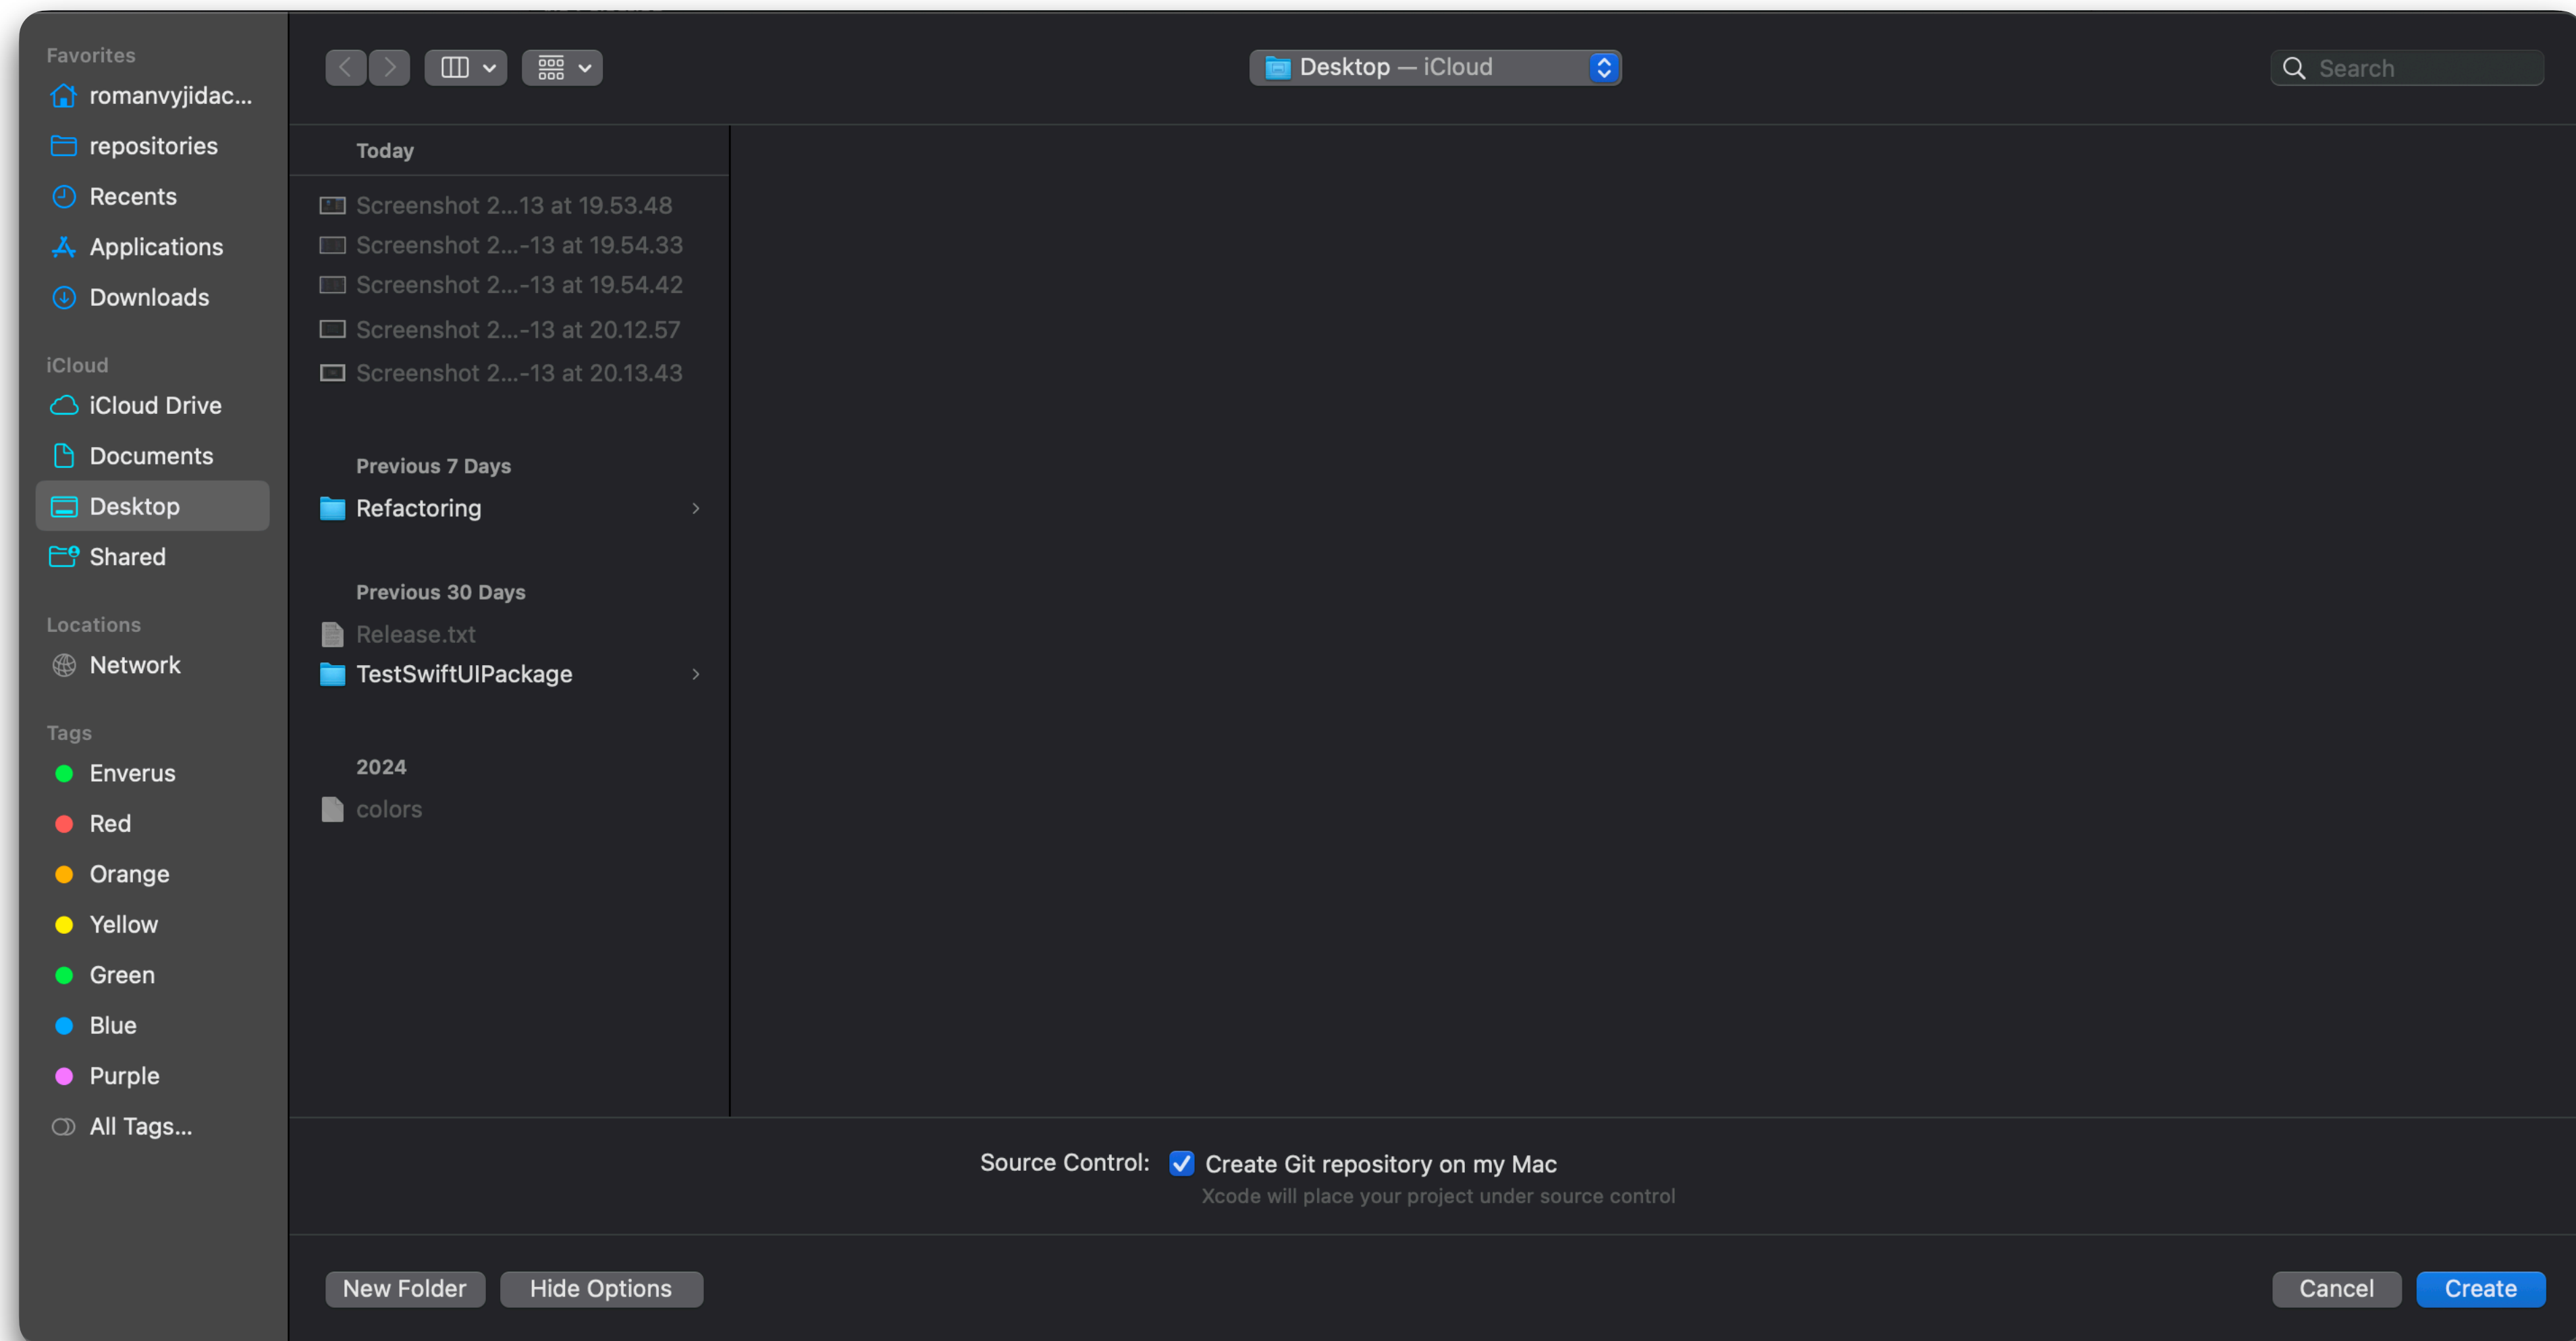 Favorites
romanvyjidac...
repositories
Recents
Applications
Downloads
iCloud
iCloud Drive
Documents
Desktop
Shared
Locations
Network
Tags
Enverus
Red
Orange
Yellow
Green
Blue
Purple
All Tags...
Desktop — iCloud
Search
Today
Screenshot 2...13 at 19.53.48
Screenshot 2...-13 at 19.54.33
Screenshot 2...-13 at 19.54.42
Screenshot 2...-13 at 20.12.57
Screenshot 2...-13 at 20.13.43
Previous 7 Days
Refactoring
Previous 30 Days
Release.txt
TestSwiftUIPackage
2024
colors
Source Control: Create Git repository on my Mac
Xcode will place your project under source control
New Folder Hide Options Cancel Create